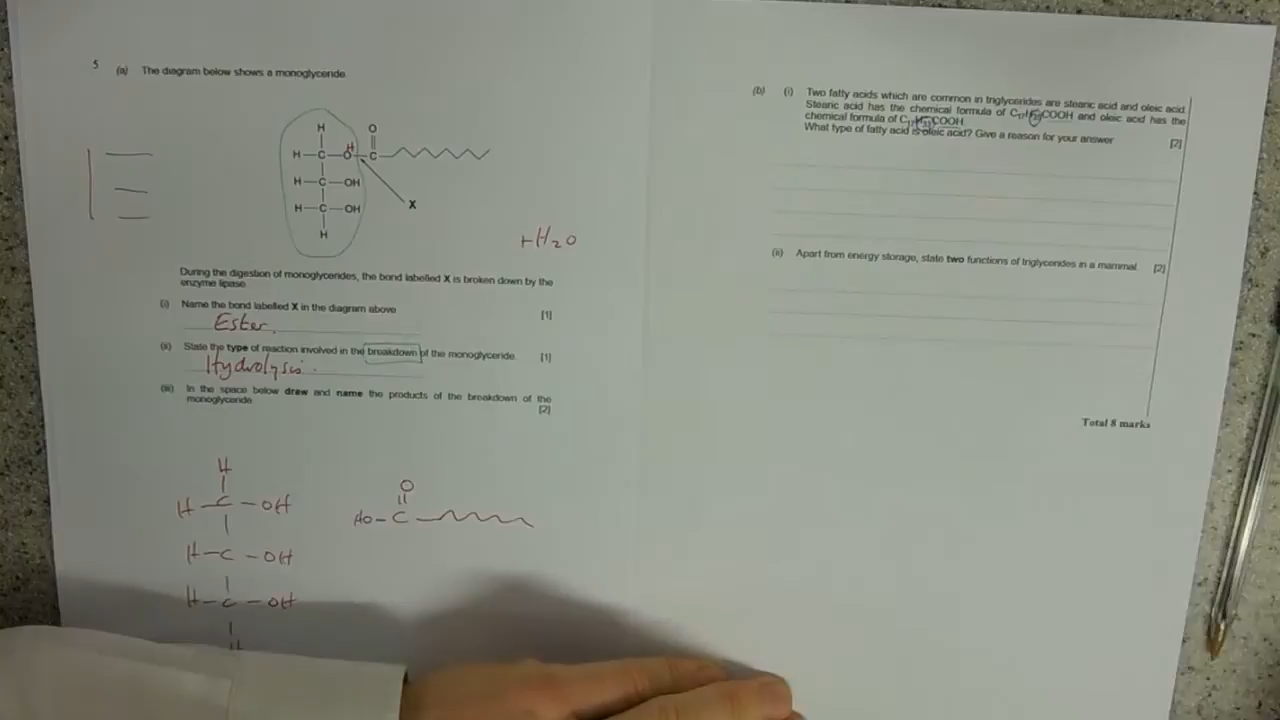 5 (a) The diagram below shows a monoglyceride.
H O
H—C—O—C
H
H—C—OH
H—C—OH X
H
+H₂O
During the digestion of monoglycerides, the bond labelled X is broken down by the
enzyme lipase.
(i) Name the bond labelled X in the diagram above [1]
Ester.
(ii) State the type of reaction involved in the breakdown of the monoglyceride. [1]
Hydrolysis.
(iii) In the space below draw and name the products of the breakdown of the
monoglyceride [2]
H
H—C—OH
H—C—OH
H—C—OH
H
O
HO—C
(b) (i) Two fatty acids which are common in triglycerides are stearic acid and oleic acid.
Stearic acid has the chemical formula of C₁₇H COOH and oleic acid has the
chemical formula of C₁₇H₃₃COOH
What type of fatty acid is oleic acid? Give a reason for your answer [2]
(ii) Apart from energy storage, state two functions of triglycerides in a mammal [2]
Total 8 marks